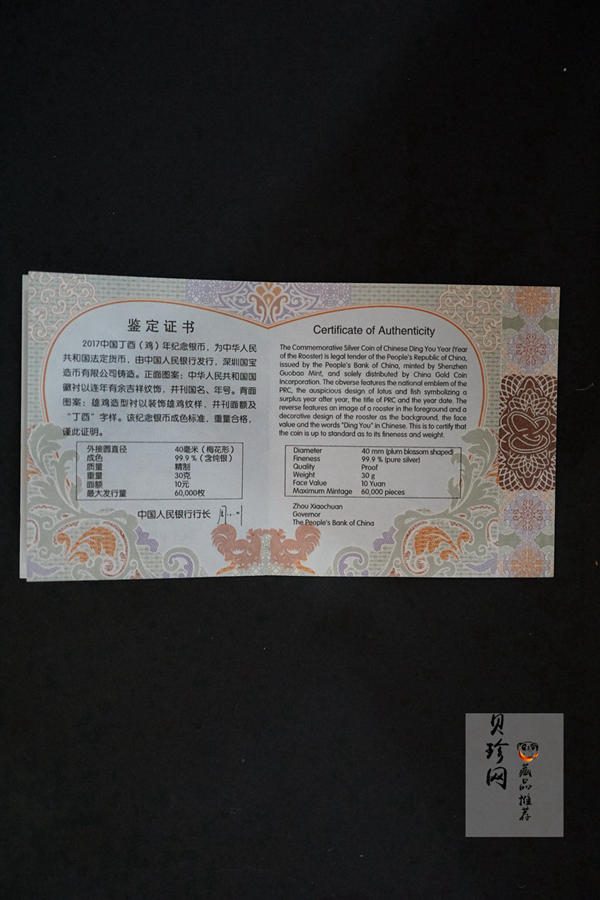 鉴定证书
2017中国丁酉（鸡）年纪念银币，为中华人民
共和国法定货币，由中国人民银行发行，深圳国宝
造币有限公司铸造。正面图案：中华人民共和国国
徽衬以连年有余吉祥纹饰，并刊国名、年号。背面
图案：雄鸡造型衬以装饰雄鸡纹样，并刊面额及
“丁酉”字样。该纪念银币成色标准，重量合格，
谨此证明。
外接圆直径 40毫米（梅花形）
成色 99.9%（含纯银）
质量 精制
重量 30克
面额 10元
最大发行量 60,000枚
中国人民银行行长
Certificate of Authenticity
The Commemorative Silver Coin of Chinese Ding You Year (Year
of the Rooster) is legal tender of the People's Republic of China,
issued by the People's Bank of China, minted by Shenzhen
Guobao Mint, and solely distributed by China Gold Coin
Incorporation. The obverse features the national emblem of the
PRC, the auspicious design of lotus and fish symbolizing a
surplus year after year, the title of PRC and the year date. The
reverse features an image of a rooster in the foreground and a
decorative design of the rooster as the background, the face
value and the words "Ding You" in Chinese. This is to certify that
the coin is up to standard as to its fineness and weight.
Diameter 40 mm (plum blossom shaped)
Fineness 99.9 % (pure silver)
Quality Proof
Weight 30 g
Face Value 10 Yuan
Maximum Mintage 60,000 pieces
Zhou Xiaochuan
Governor
The People's Bank of China
贝珍网
藏品推荐